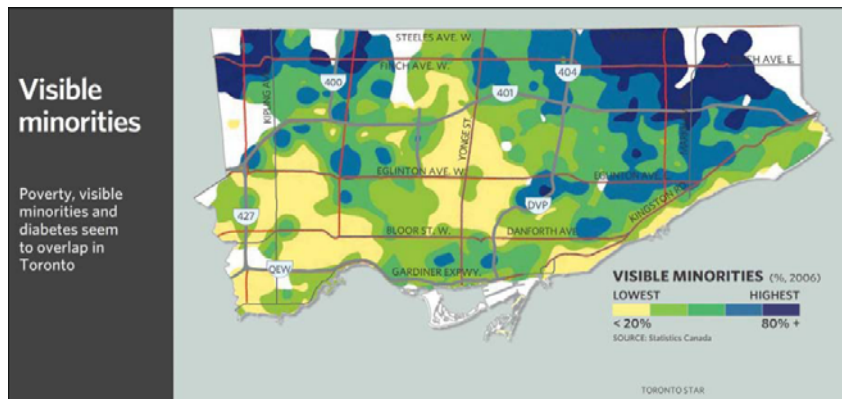 Visible
minorities
Poverty, visible
minorities and
diabetes seem
to overlap in
Toronto
STEELES AVE. W.
FINCH AVE. W.
CH AVE. E.
400
404
401
KIPLING A
YONGE ST.
EGLINTON AVE. W.
EGLINTON AVE.
KINGSTON RD.
427
DVP
BLOOR ST. W.
DANFORTH AVE
QEW
GARDINER EXPWY.
VISIBLE MINORITIES (%, 2006)
LOWEST HIGHEST
< 20% 80% +
SOURCE: Statistics Canada
TORONTO STAR